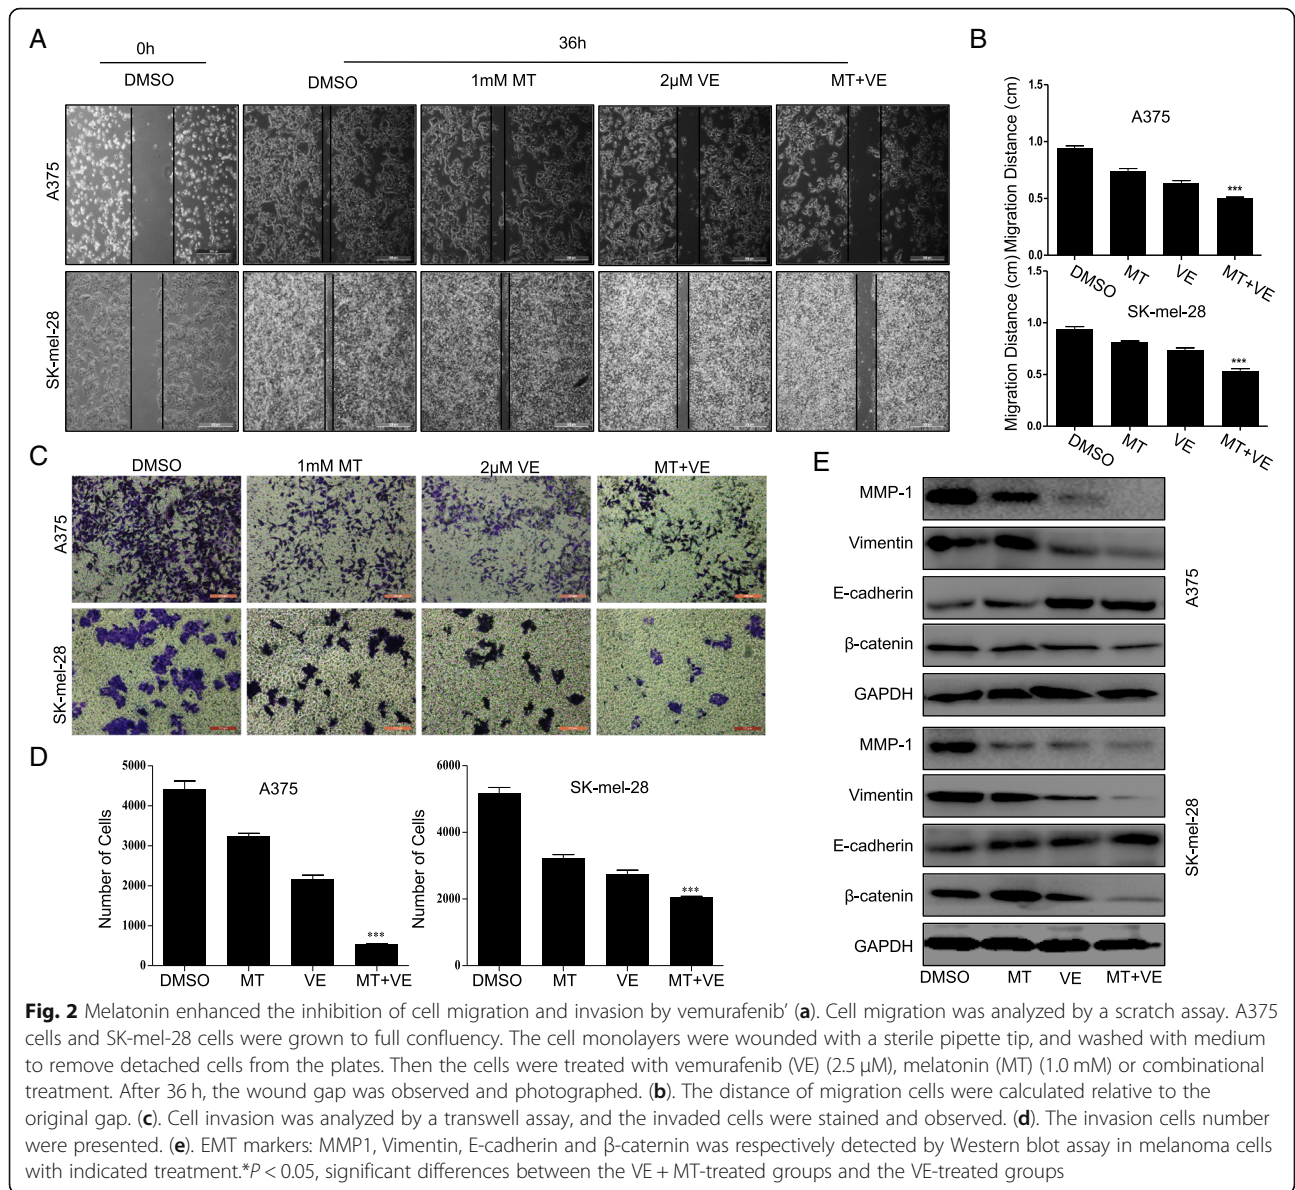 A
0h
36h
DMSO
DMSO
1mM MT
2µM VE
MT+VE
A375
SK-mel-28
B
Migration Distance (cm)
1.5
1.0
0.5
0.0
A375
***
DMSO
MT
VE
MT+VE
Migration Distance (cm)
1.5
1.0
0.5
0.0
SK-mel-28
***
DMSO
MT
VE
MT+VE
C
DMSO
1mM MT
2µM VE
MT+VE
A375
SK-mel-28
D
Number of Cells
5000
4000
3000
2000
1000
0
A375
***
DMSO
MT
VE
MT+VE
Number of Cells
6000
4000
2000
0
SK-mel-28
***
DMSO
MT
VE
MT+VE
E
MMP-1
Vimentin
E-cadherin
β-catenin
GAPDH
A375
MMP-1
Vimentin
E-cadherin
β-catenin
GAPDH
SK-mel-28
DMSO
MT
VE
MT+VE
Fig. 2 Melatonin enhanced the inhibition of cell migration and invasion by vemurafenib’ (a). Cell migration was analyzed by a scratch assay. A375
cells and SK-mel-28 cells were grown to full confluency. The cell monolayers were wounded with a sterile pipette tip, and washed with medium
to remove detached cells from the plates. Then the cells were treated with vemurafenib (VE) (2.5 µM), melatonin (MT) (1.0 mM) or combinational
treatment. After 36 h, the wound gap was observed and photographed. (b). The distance of migration cells were calculated relative to the
original gap. (c). Cell invasion was analyzed by a transwell assay, and the invaded cells were stained and observed. (d). The invasion cells number
were presented. (e). EMT markers: MMP1, Vimentin, E-cadherin and β-caternin was respectively detected by Western blot assay in melanoma cells
with indicated treatment.*P < 0.05, significant differences between the VE + MT-treated groups and the VE-treated groups